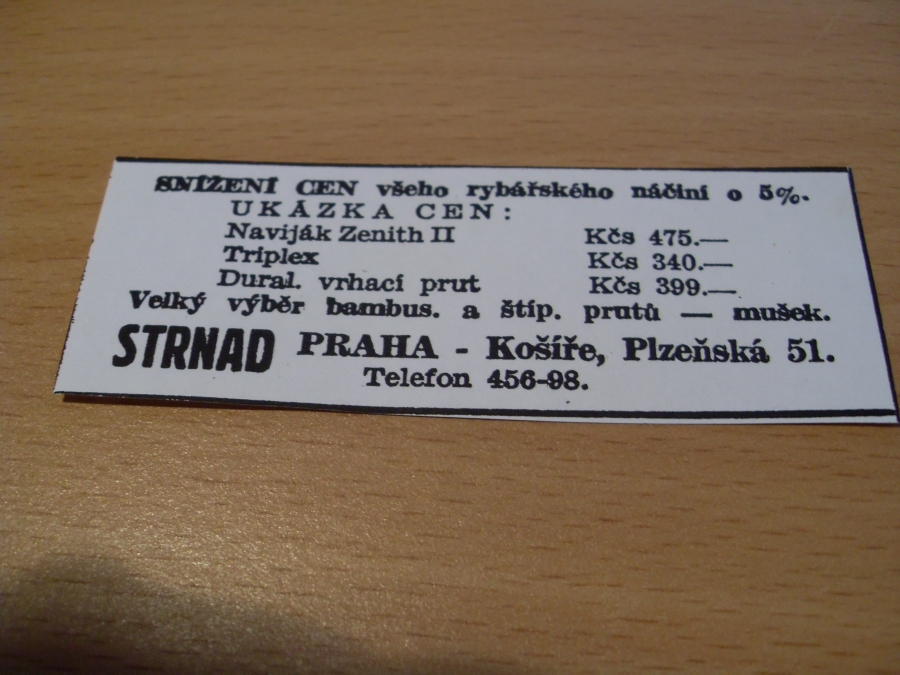 SNÍŽENÍ CEN všeho rybářského náčiní o 5%.
UKÁZKA CEN:
Naviják Zenith II Kčs 475.—
Triplex Kčs 340.—
Dural. vrhací prut Kčs 399.—
Velký výběr bambus. a štíp. prutů — mušek.
STRNAD PRAHA - Košíře, Plzeňská 51.
Telefon 456-98.